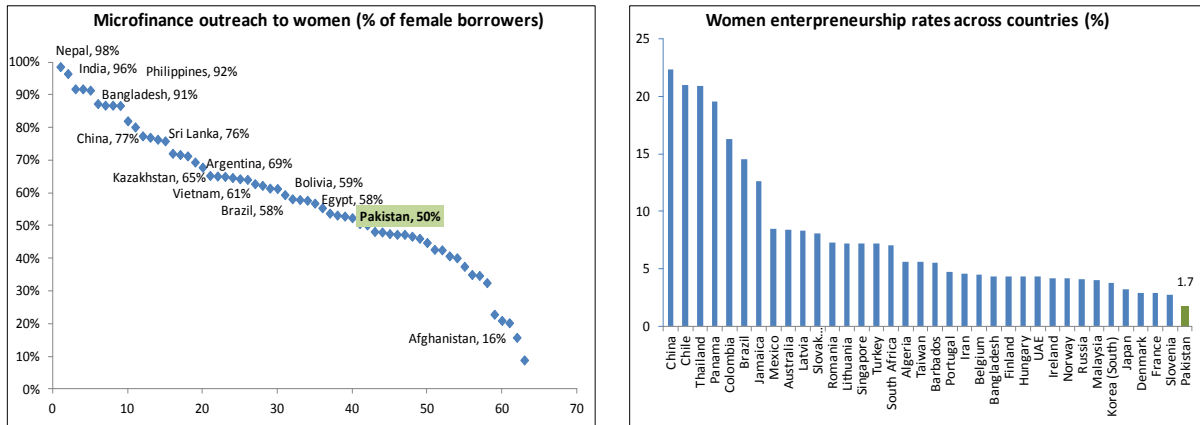 Microfinance outreach to women (% of female borrowers)
Nepal, 98%
100%
India, 96%
Philippines, 92%
90%
Bangladesh, 91%
80%
China, 77%
Sri Lanka, 76%
70%
Argentina, 69%
Kazakhstan, 65%
Bolivia, 59%
60%
Vietnam, 61%
Egypt, 58%
Brazil, 58%
Pakistan, 50%
50%
40%
30%
20%
Afghanistan, 16%
10%
0%
0 10 20 30 40 50 60 70
Women enterpreneurship rates across countries (%)
25
20
15
10
5
0
1.7
China
Chile
Thailand
Panama
Colombia
Brazil
Jamaica
Mexico
Australia
Latvia
Slovak...
Romania
Lithuania
Singapore
Turkey
South Africa
Algeria
Taiwan
Barbados
Portugal
Iran
Belgium
Bangladesh
Finland
Hungary
UAE
Ireland
Norway
Russia
Malaysia
Korea (South)
Japan
Denmark
France
Slovenia
Pakistan